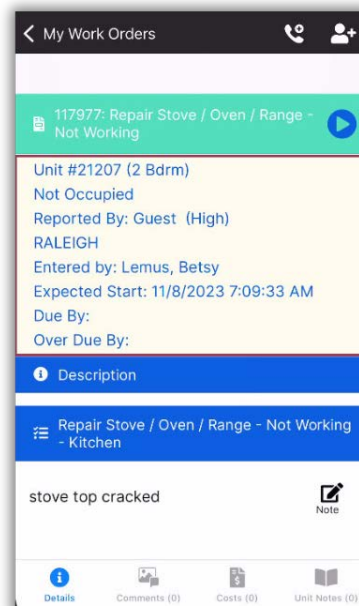 My Work Orders
117977: Repair Stove / Oven / Range -
Not Working
Unit #21207 (2 Bdrm)
Not Occupied
Reported By: Guest (High)
RALEIGH
Entered by: Lemus, Betsy
Expected Start: 11/8/2023 7:09:33 AM
Due By:
Over Due By:
Description
Repair Stove / Oven / Range - Not Working
- Kitchen
stove top cracked
Note
Details Comments (0) Costs (0) Unit Notes (0)